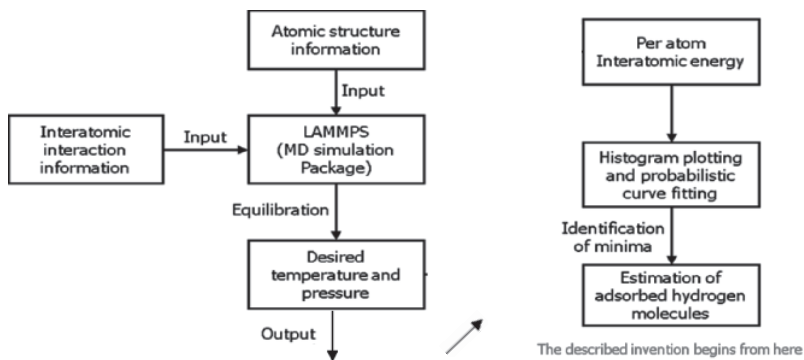 Atomic structure
information
Input
Interatomic
interaction
information
Input
LAMMPS
(MD simulation
Package)
Equilibration
Desired
temperature and
pressure
Output
Per atom
Interatomic energy
Histogram plotting
and probabilistic
curve fitting
Identification
of minima
Estimation of
adsorbed hydrogen
molecules
The described invention begins from here